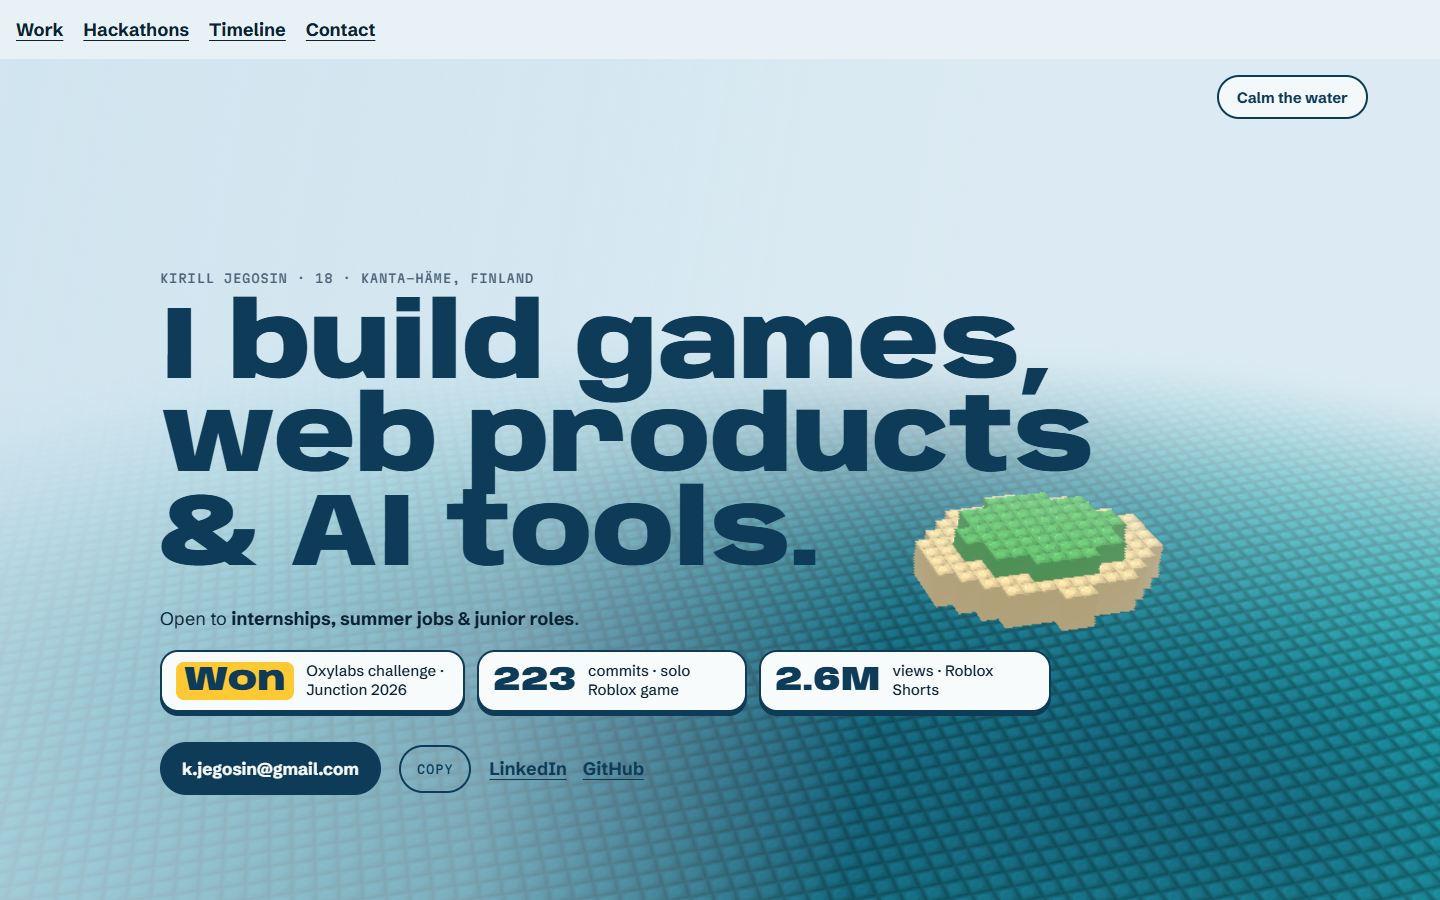 Work Hackathons Timeline Contact
Calm the water
KIRILL JEGOSIN · 18 · KANTA-HÄME, FINLAND
I build games,
web products
& AI tools.
Open to internships, summer jobs & junior roles.
Won
Oxylabs challenge ·
Junction 2026
223
commits · solo
Roblox game
2.6M
views · Roblox
Shorts
k.jegosin@gmail.com COPY LinkedIn GitHub